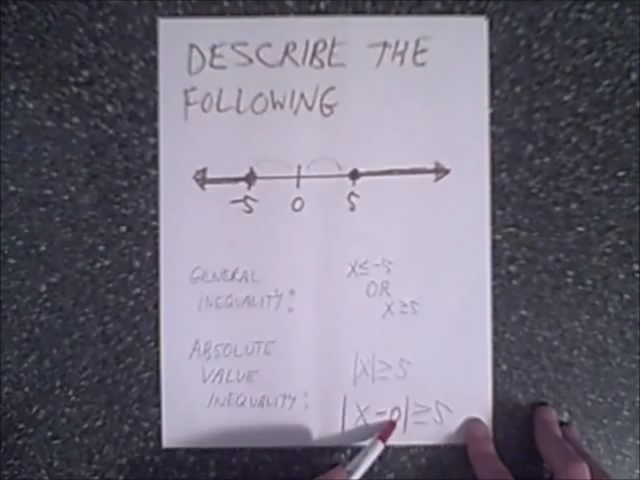 DESCRIBE THE
FOLLOWING
-5 0 5
GENERAL
INEQUALITY:
x ≤ -5
OR
x ≥ 5
ABSOLUTE
VALUE
INEQUALITY:
|x| ≥ 5
|x-0| ≥ 5